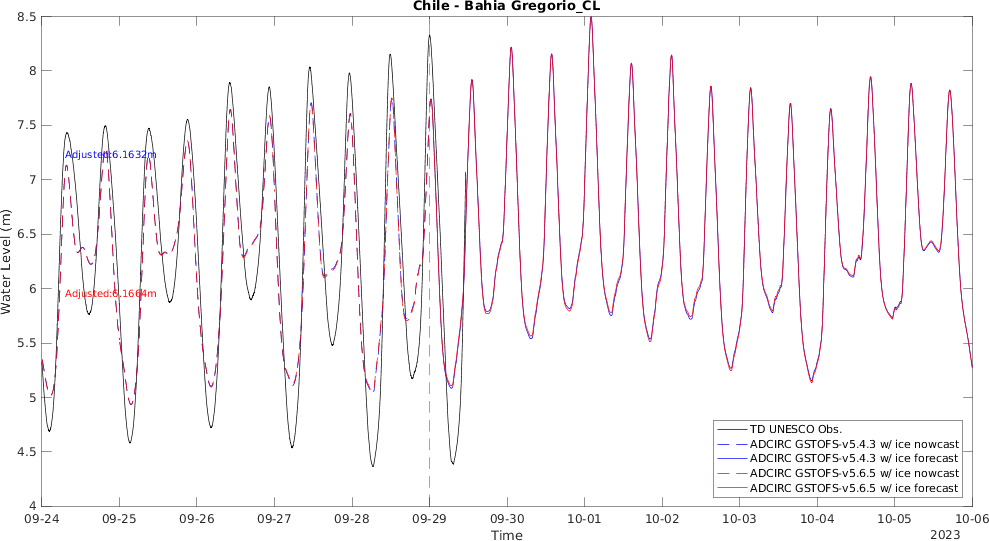 Chile - Bahia Gregorio_CL
8.5
8
7.5
7
6.5
6
5.5
5
4.5
4
Water Level (m)
Adjusted:6.1632m
Adjusted:6.1664m
TD UNESCO Obs.
ADCIRC GSTOFS-v5.4.3 w/ ice nowcast
ADCIRC GSTOFS-v5.4.3 w/ ice forecast
ADCIRC GSTOFS-v5.6.5 w/ ice nowcast
ADCIRC GSTOFS-v5.6.5 w/ ice forecast
09-24 09-25 09-26 09-27 09-28 09-29 09-30 10-01 10-02 10-03 10-04 10-05 10-06
Time
2023